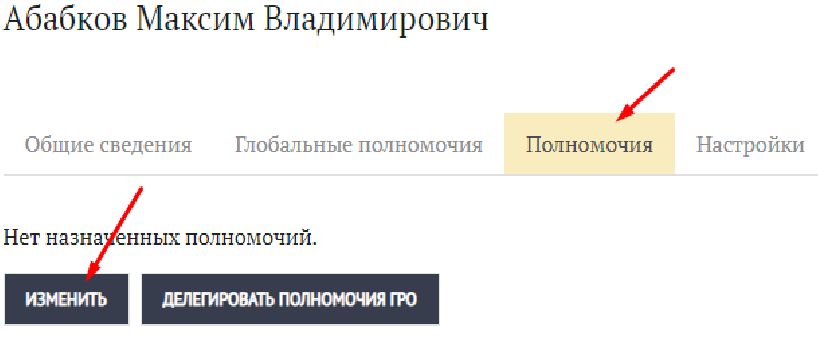 Абабков Максим Владимирович
Общие сведения Глобальные полномочия Полномочия Настройки
Нет назначенных полномочий.
ИЗМЕНИТЬ ДЕЛЕГИРОВАТЬ ПОЛНОМОЧИЯ ГРО